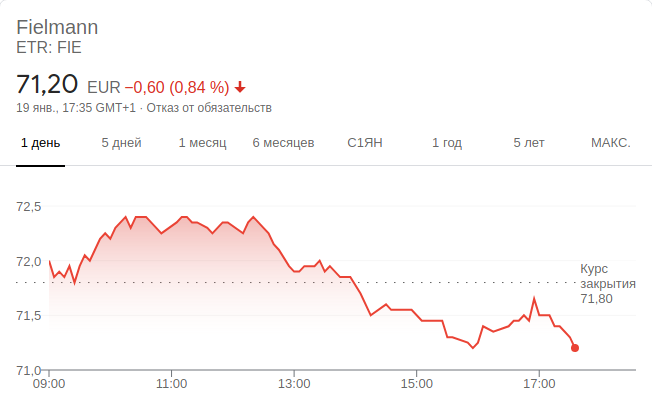 Fielmann
ETR: FIE
71,20 EUR −0,60 (0,84 %)
19 янв., 17:35 GMT+1 · Отказ от обязательств
1 день 5 дней 1 месяц 6 месяцев С1ЯН 1 год 5 лет МАКС.
72,5
72,0
Курс
закрытия
71,80
71,5
71,0
09:00 11:00 13:00 15:00 17:00